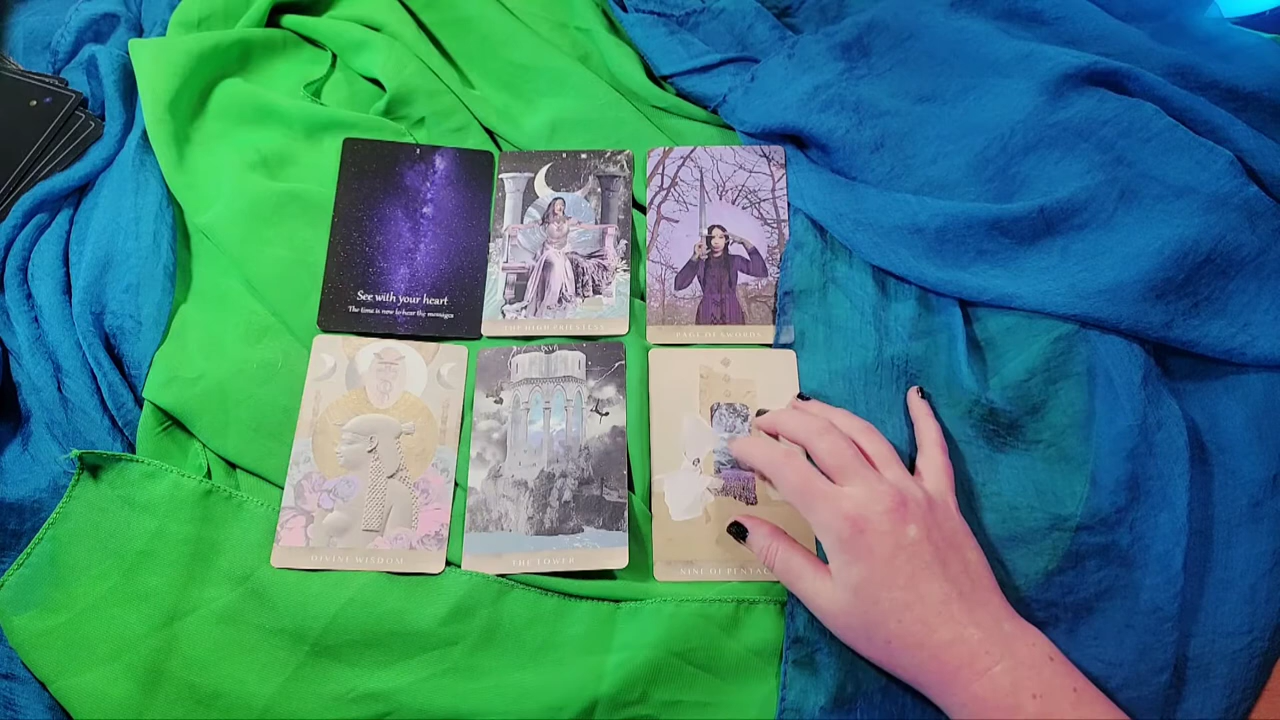 See with your heart
The time is now to hear the messages
THE HIGH PRIESTESS
PAGE OF SWORDS
DIVINE WISDOM
THE TOWER
NINE OF PENTAC